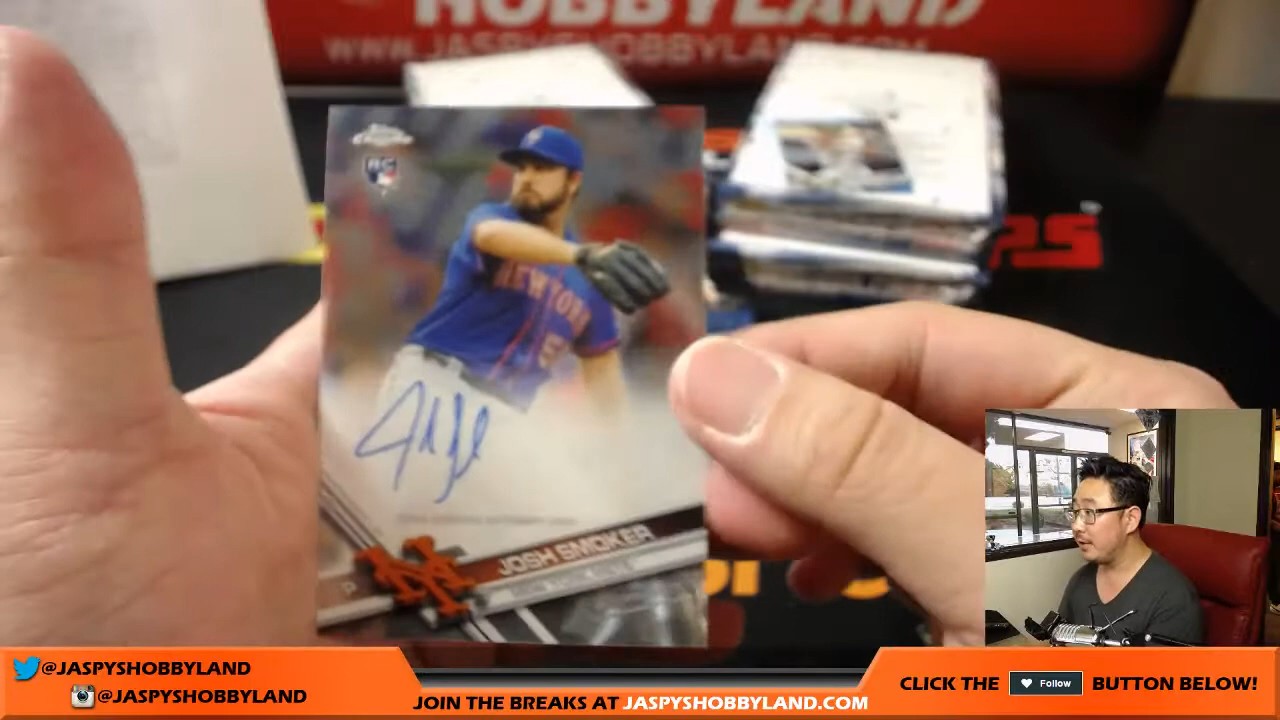 HOBBYLAND
WWW.JASPYSHOBBYLAND.COM
RC
NEW YORK
JOSH SMOKER
P
NY
@JASPYSHOBBYLAND
@JASPYSHOBBYLAND
JOIN THE BREAKS AT JASPYSHOBBYLAND.COM
CLICK THE Follow BUTTON BELOW!